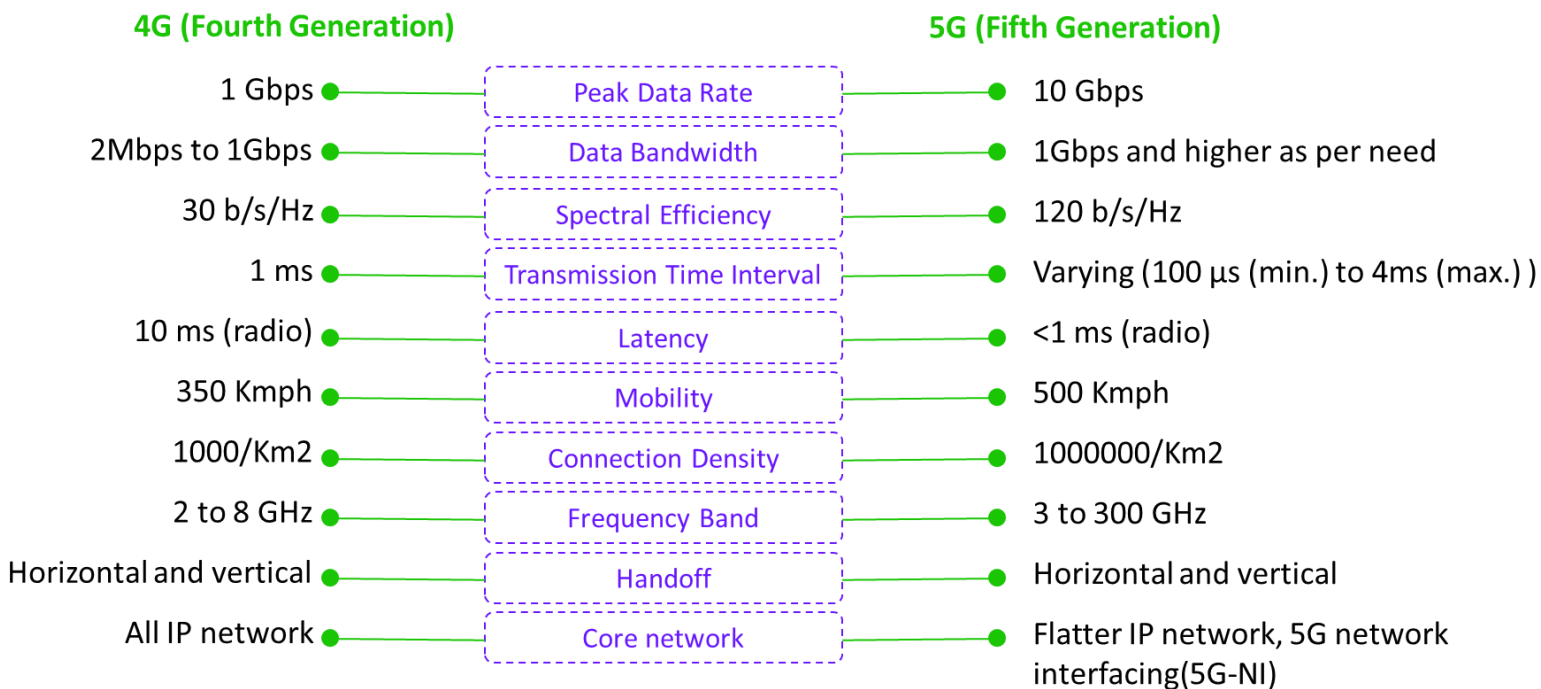 4G (Fourth Generation)
5G (Fifth Generation)
1 Gbps
Peak Data Rate
10 Gbps
2Mbps to 1Gbps
Data Bandwidth
1Gbps and higher as per need
30 b/s/Hz
Spectral Efficiency
120 b/s/Hz
1 ms
Transmission Time Interval
Varying (100 µs (min.) to 4ms (max.) )
10 ms (radio)
Latency
<1 ms (radio)
350 Kmph
Mobility
500 Kmph
1000/Km2
Connection Density
1000000/Km2
2 to 8 GHz
Frequency Band
3 to 300 GHz
Horizontal and vertical
Handoff
Horizontal and vertical
All IP network
Core network
Flatter IP network, 5G network
interfacing(5G-NI)